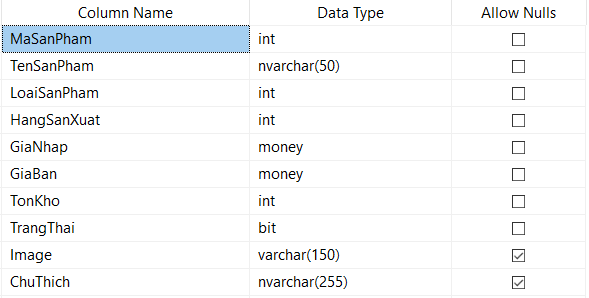 Column Name Data Type Allow Nulls
MaSanPham int
TenSanPham nvarchar(50)
LoaiSanPham int
HangSanXuat int
GiaNhap money
GiaBan money
TonKho int
TrangThai bit
Image varchar(150)
ChuThich nvarchar(255)